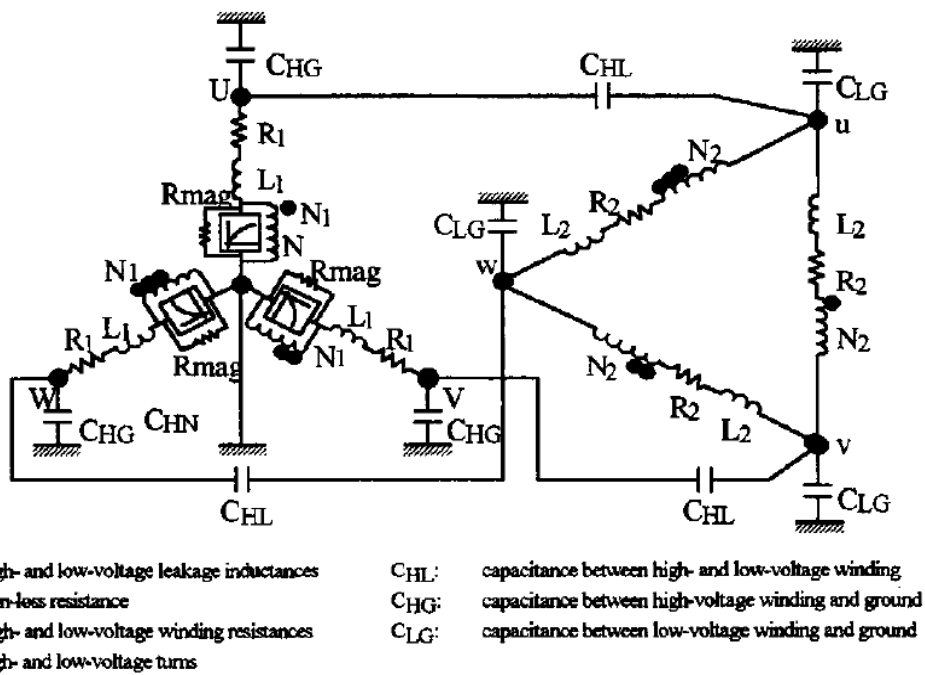 CHG
CHL
CLG
U
u
R1
N2
L1
Rmag
N1
R2
L2
CLG
L2
N
w
Rmag
N1
R2
L1
L1
N2
R1
N1
R1
N2
Rmag
W
V
R2
CHG
CHN
CHG
L2
v
CHL
CHL
CLG
gh- and low-voltage leakage inductances
CHL: capacitance between high- and low-voltage winding
n-loss resistance
CHG: capacitance between high-voltage winding and ground
gh- and low-voltage winding resistances
CLG: capacitance between low-voltage winding and ground
gh- and low-voltage turns